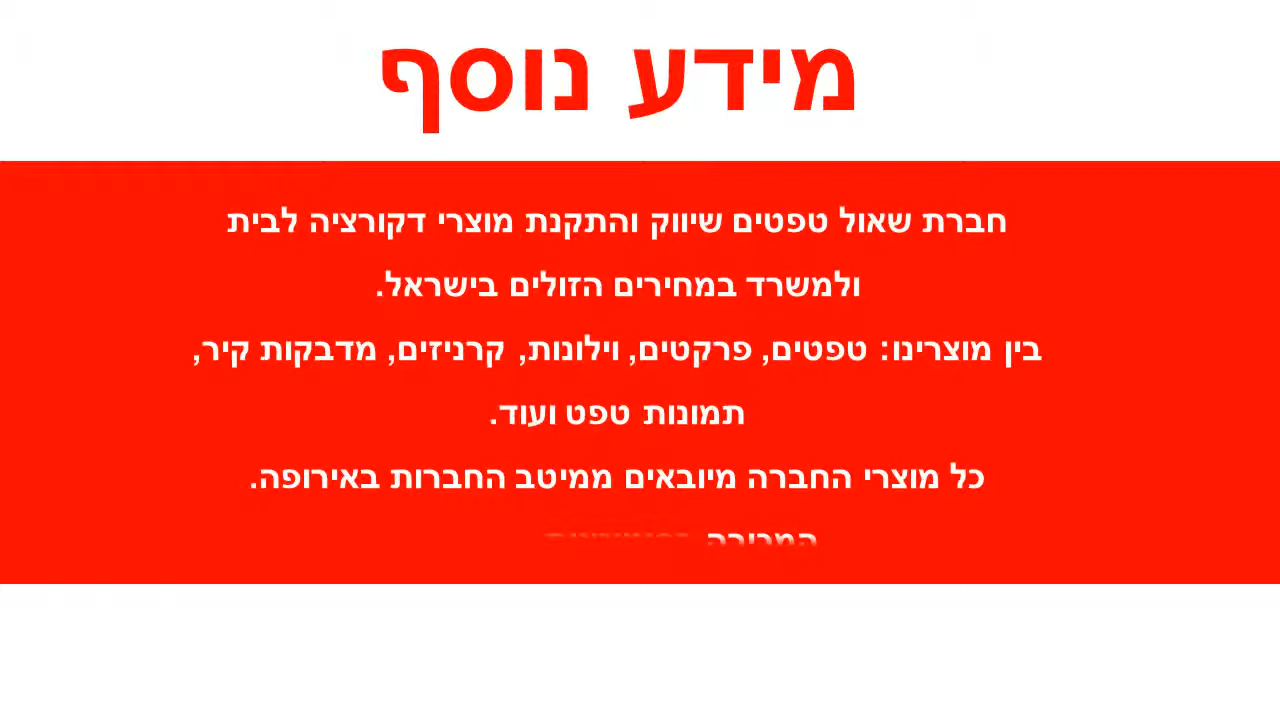 מידע נוסף
חברת שאול טפטים שיווק והתקנת מוצרי דקורציה לבית
ולמשרד במחירים הזולים בישראל.
בין מוצרינו: טפטים, פרקטים, וילונות, קרניזים, מדבקות קיר,
תמונות טפט ועוד.
כל מוצרי החברה מיובאים ממיטב החברות באירופה.
המכירה